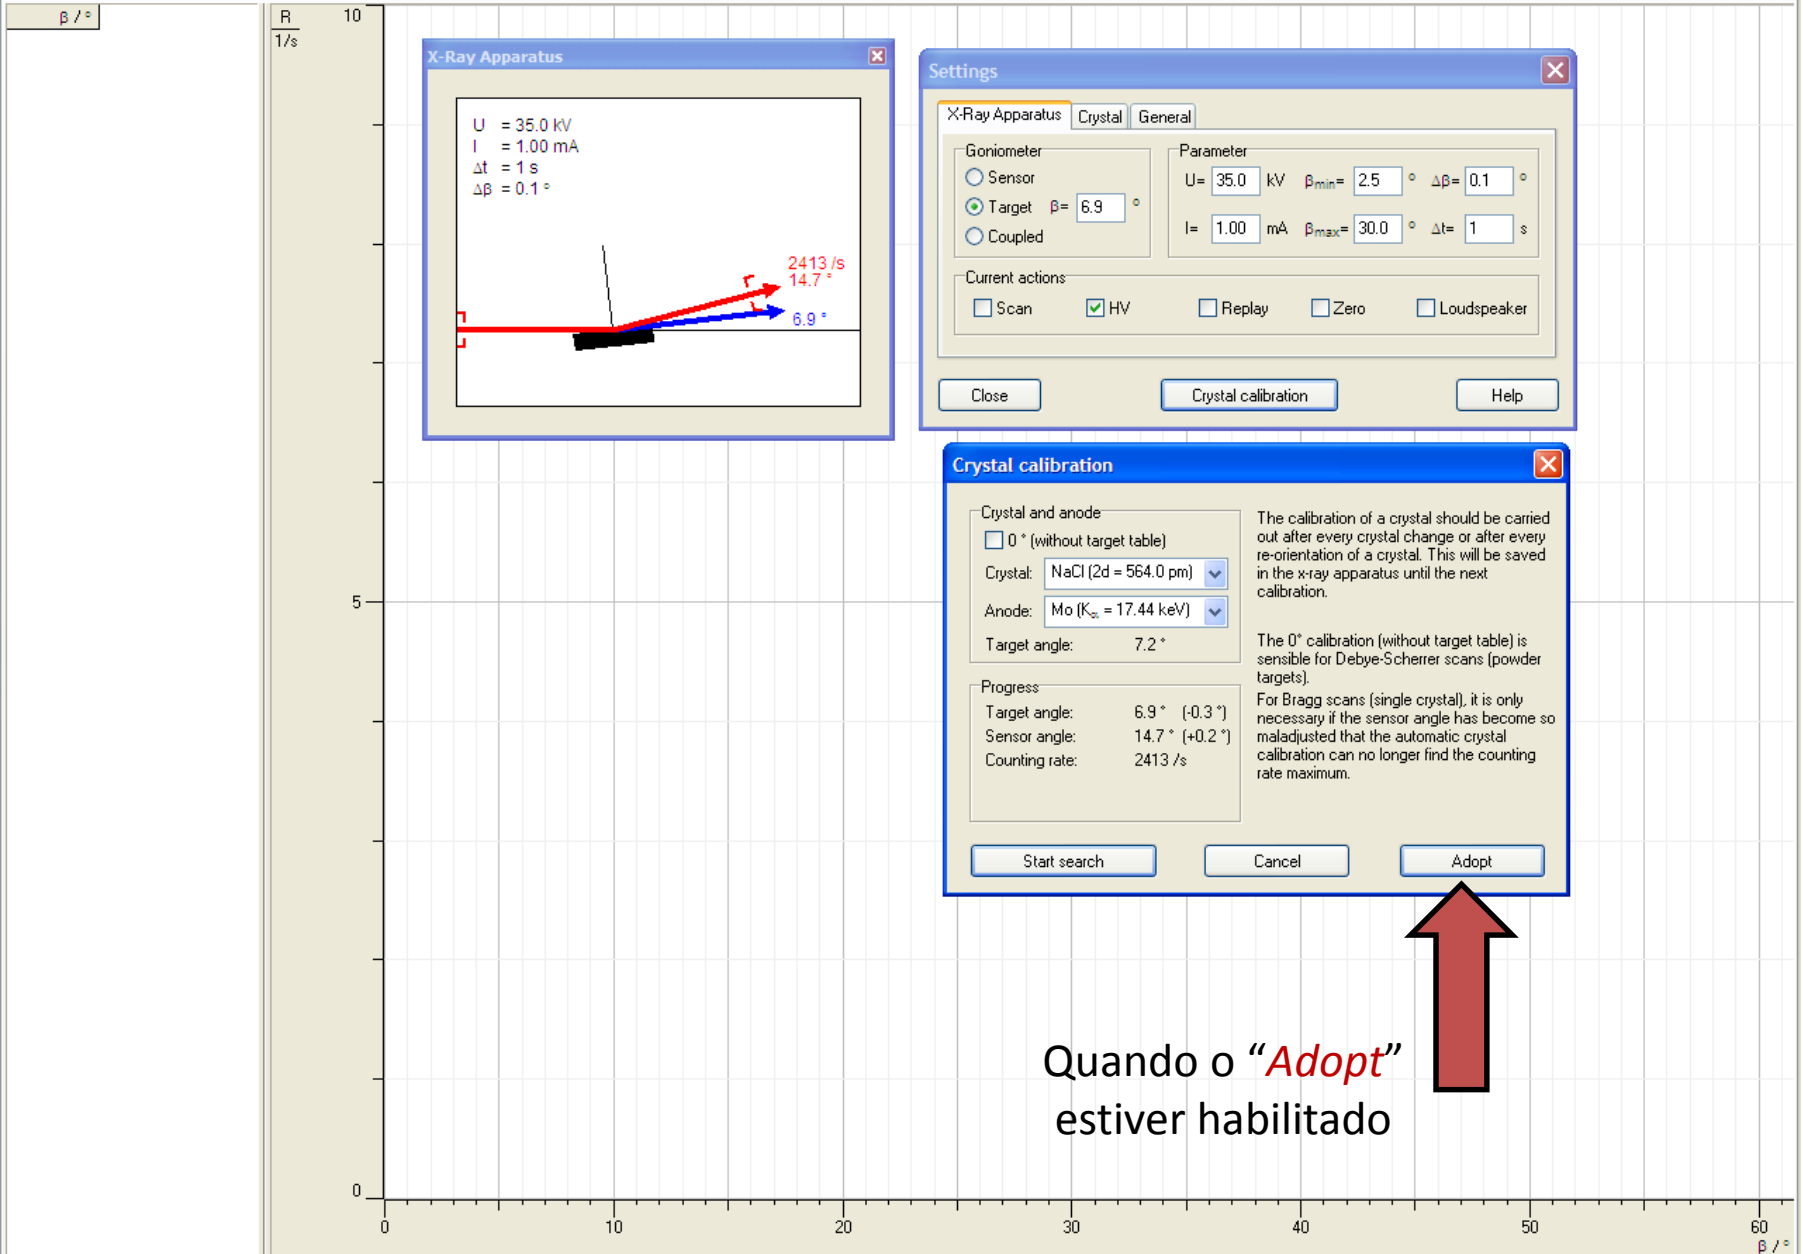 β / °
R
1/s
10
5
0
0
10
20
30
40
50
60
β / °
X-Ray Apparatus
U = 35.0 kV
I = 1.00 mA
Δt = 1 s
Δβ = 0.1 °
2413 /s
14.7 °
6.9 °
Settings
X-Ray Apparatus Crystal General
Goniometer
Sensor
Target β= 6.9 °
Coupled
Parameter
U= 35.0 kV βmin= 2.5 ° Δβ= 0.1 °
I= 1.00 mA βmax= 30.0 ° Δt= 1 s
Current actions
Scan HV Replay Zero Loudspeaker
Close Crystal calibration Help
Crystal calibration
Crystal and anode
0 ° (without target table)
Crystal: NaCl (2d = 564.0 pm)
Anode: Mo (Kα = 17.44 keV)
Target angle: 7.2 °
Progress
Target angle: 6.9 ° (-0.3 °)
Sensor angle: 14.7 ° (+0.2 °)
Counting rate: 2413 /s
The calibration of a crystal should be carried
out after every crystal change or after every
re-orientation of a crystal. This will be saved
in the x-ray apparatus until the next
calibration.
The 0° calibration (without target table) is
sensible for Debye-Scherrer scans (powder
targets).
For Bragg scans (single crystal), it is only
necessary if the sensor angle has become so
maladjusted that the automatic crystal
calibration can no longer find the counting
rate maximum.
Start search Cancel Adopt
Quando o “Adopt”
estiver habilitado